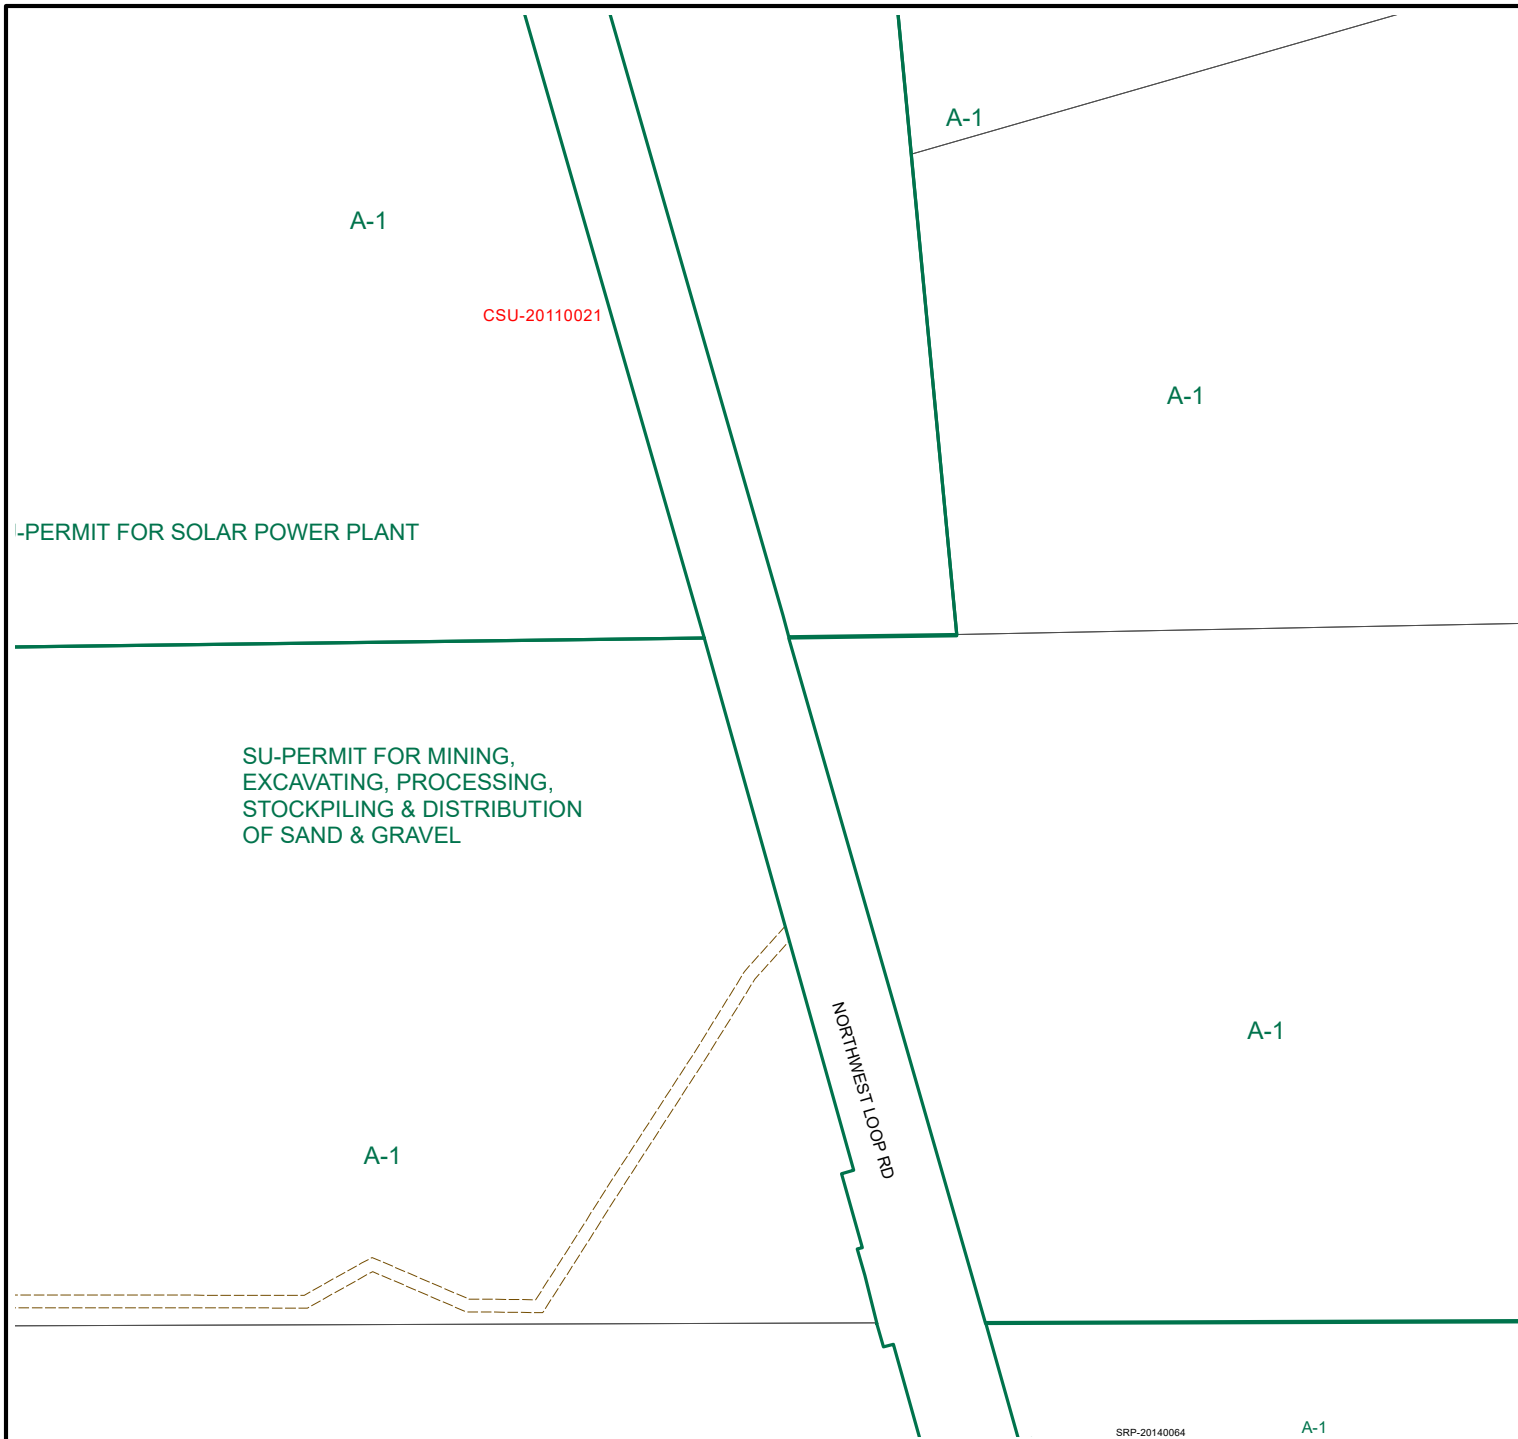 A-1
A-1
CSU-20110021
A-1
-PERMIT FOR SOLAR POWER PLANT
SU-PERMIT FOR MINING,
EXCAVATING, PROCESSING,
STOCKPILING & DISTRIBUTION
OF SAND & GRAVEL
NORTHWEST LOOP RD
A-1
A-1
SRP-20140064
A-1